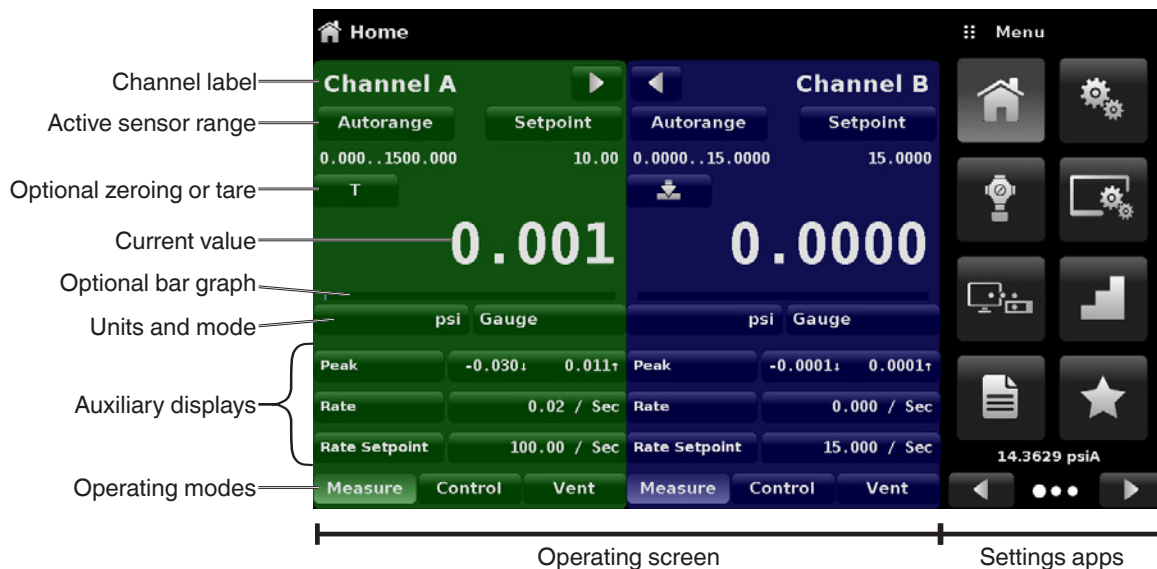 Home
Menu
Channel label
Channel A
Channel B
Active sensor range
Autorange
Setpoint
Autorange
Setpoint
0.000..1500.000
10.00
0.0000..15.0000
15.0000
Optional zeroing or tare
T
Current value
0.001
0.0000
Optional bar graph
Units and mode
psi
Gauge
psi
Gauge
Auxiliary displays
Peak
-0.030↓
0.011↑
Peak
-0.0001↓
0.0001↑
Rate
0.02 / Sec
Rate
0.000 / Sec
Rate Setpoint
100.00 / Sec
Rate Setpoint
15.000 / Sec
14.3629 psiA
Operating modes
Measure
Control
Vent
Measure
Control
Vent
Operating screen
Settings apps